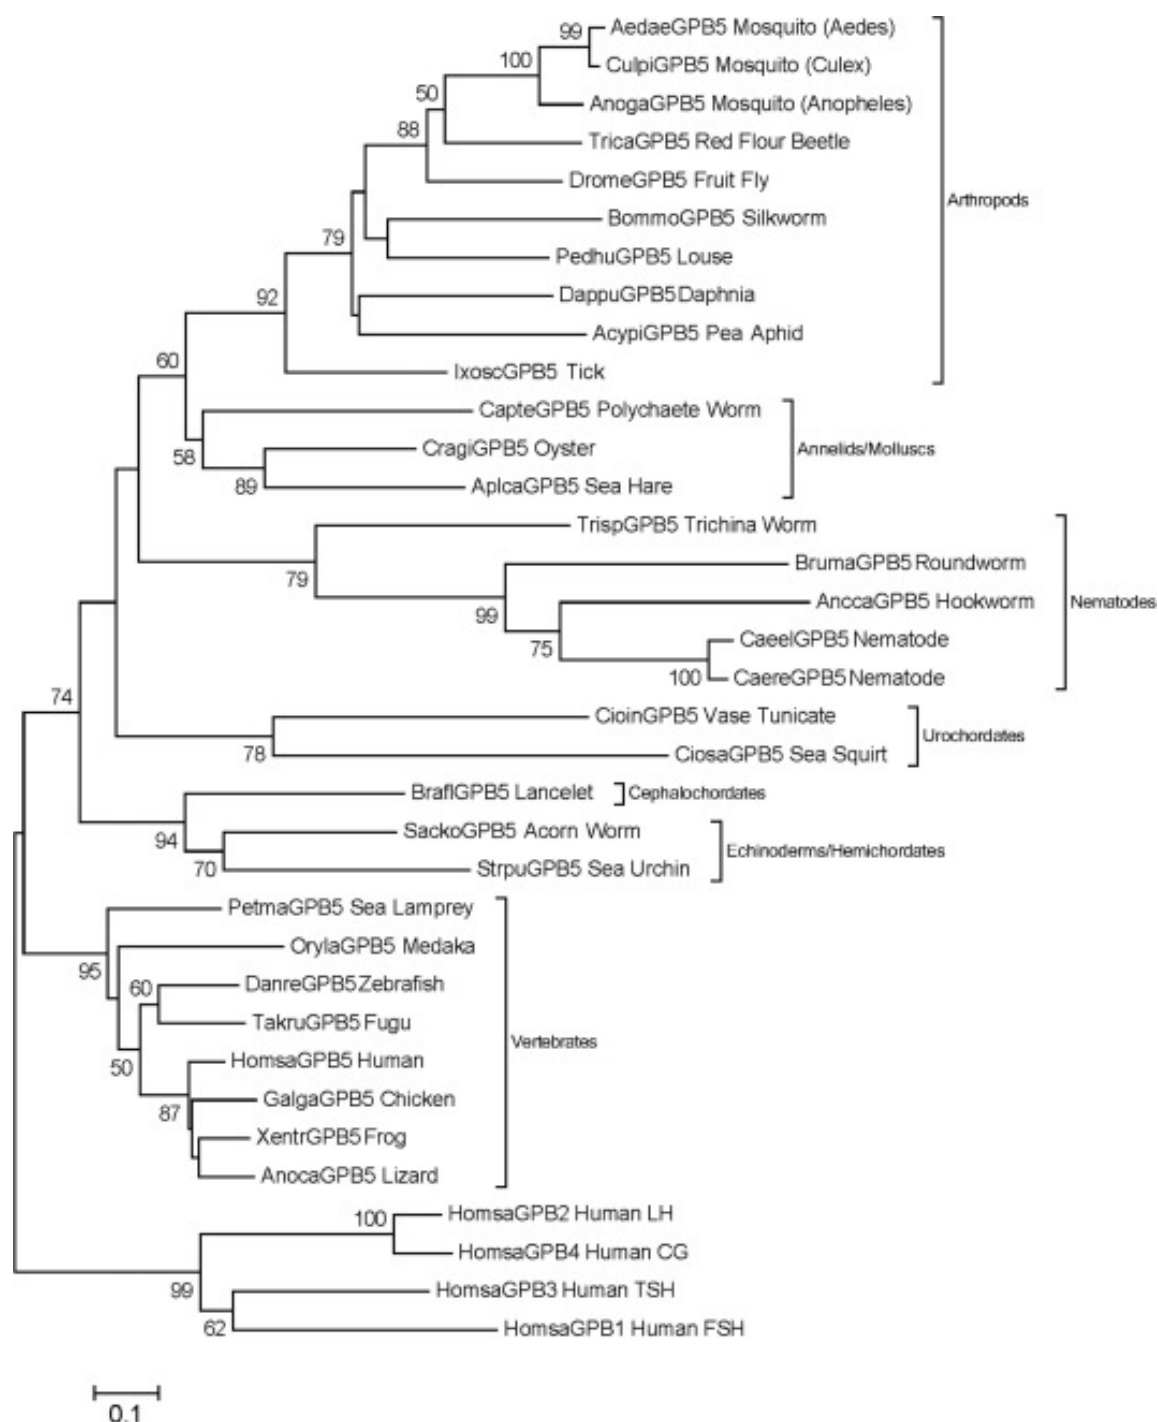 99
AedaeGPB5 Mosquito (Aedes)
100
CulpiGPB5 Mosquito (Culex)
50
AnogaGPB5 Mosquito (Anopheles)
88
TricaGPB5 Red Flour Beetle
DromeGPB5 Fruit Fly
Arthropods
BommoGPB5 Silkworm
79
PedhuGPB5 Louse
92
DappuGPB5 Daphnia
AcypiGPB5 Pea Aphid
60
IxoscGPB5 Tick
CapteGPB5 Polychaete Worm
58
CragiGPB5 Oyster
Annelids/Molluscs
89
AplcaGPB5 Sea Hare
TrispGPB5 Trichina Worm
79
BrumaGPB5 Roundworm
99
AnccaGPB5 Hookworm
Nematodes
75
CaeelGPB5 Nematode
100
CaereGPB5 Nematode
74
CioinGPB5 Vase Tunicate
Urochordates
78
CiosaGPB5 Sea Squirt
BraflGPB5 Lancelet
Cephalochordates
94
SackoGPB5 Acorn Worm
Echinoderms/Hemichordates
70
StrpuGPB5 Sea Urchin
PetmaGPB5 Sea Lamprey
95
OrylaGPB5 Medaka
60
DanreGPB5 Zebrafish
TakruGPB5 Fugu
Vertebrates
50
HomsaGPB5 Human
87
GalgaGPB5 Chicken
XentrGPB5 Frog
AnocaGPB5 Lizard
100
HomsaGPB2 Human LH
HomsaGPB4 Human CG
99
HomsaGPB3 Human TSH
62
HomsaGPB1 Human FSH
0.1